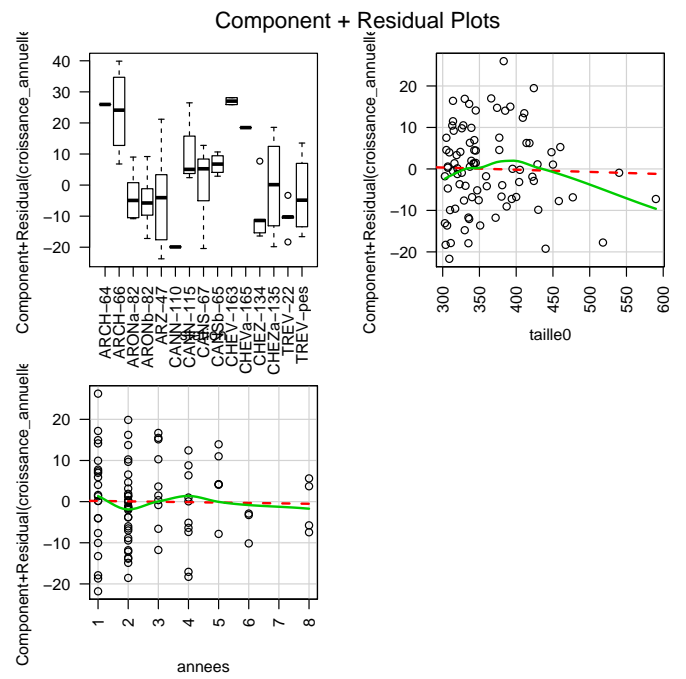 Component + Residual Plots
Component+Residual(croissance_annuelle
40
30
20
10
0
−10
−20
ARCH−64
ARCH−66
ARONa−82
ARONb−82
ARZ−47
CANN−110
CANN−115
CANS−67
CANSb−65
CHEV−163
CHEVa−165
CHEZ−134
CHEZa−135
TREV−22
TREV−pes
Component+Residual(croissance_annuelle
20
10
0
−10
−20
300 350 400 450 500 550 600
taille0
Component+Residual(croissance_annuelle
20
10
0
−10
−20
1 2 3 4 5 6 7 8
annees